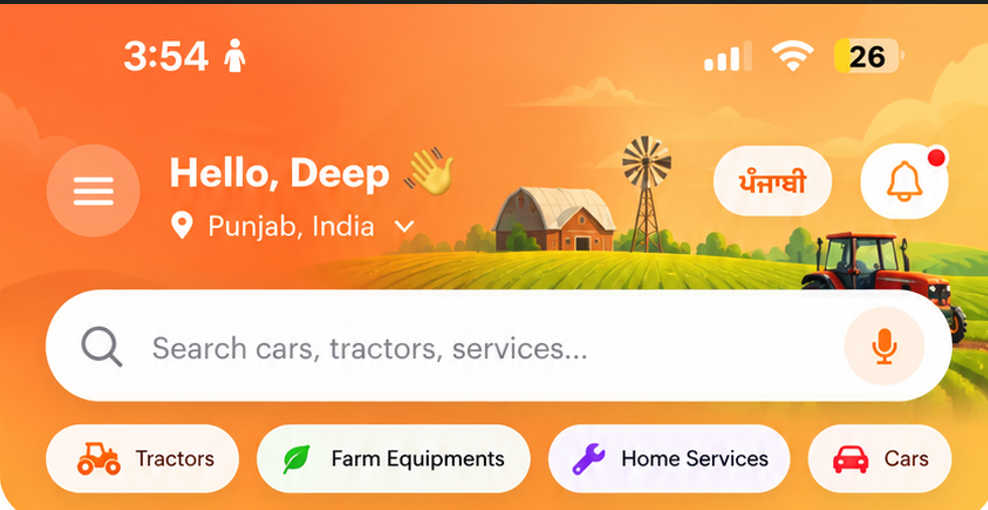 3:54 26
Hello, Deep 👋
ਪੰਜਾਬੀ
Punjab, India
Search cars, tractors, services...
Tractors Farm Equipments Home Services Cars